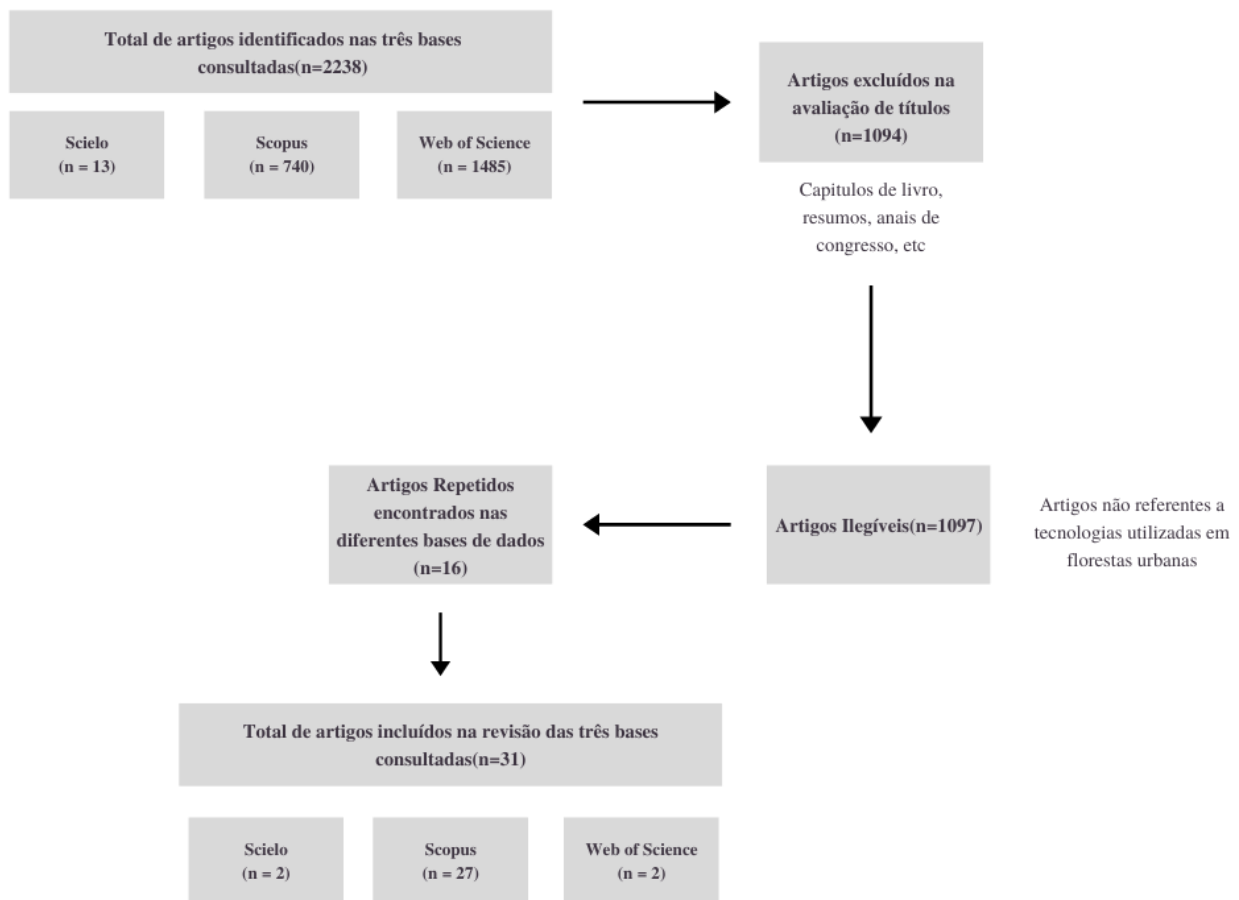 Total de artigos identificados nas três bases
consultadas(n=2238)
Scielo
(n = 13)
Scopus
(n = 740)
Web of Science
(n = 1485)
Artigos excluídos na
avaliação de títulos
(n=1094)
Capitulos de livro,
resumos, anais de
congresso, etc
Artigos Ilegíveis(n=1097)
Artigos não referentes a
tecnologias utilizadas em
florestas urbanas
Artigos Repetidos
encontrados nas
diferentes bases de dados
(n=16)
Total de artigos incluídos na revisão das três bases
consultadas(n=31)
Scielo
(n = 2)
Scopus
(n = 27)
Web of Science
(n = 2)